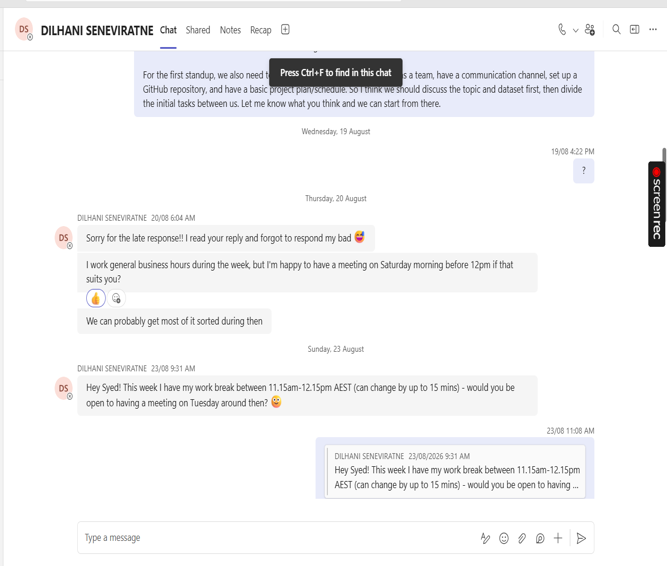 DS
DILHANI SENEVIRATNE
Chat
Shared
Notes
Recap
Press Ctrl+F to find in this chat
For the first standup, we also need to as a team, have a communication channel, set up a
GitHub repository, and have a basic project plan/schedule. So I think we should discuss the topic and dataset first, then divide
the initial tasks between us. Let me know what you think and we can start from there.
Wednesday, 19 August
19/08 4:22 PM
?
Thursday, 20 August
DILHANI SENEVIRATNE 20/08 6:04 AM
DS
Sorry for the late response!! I read your reply and forgot to respond my bad 😅
I work general business hours during the week, but I'm happy to have a meeting on Saturday morning before 12pm if that
suits you?
👍
We can probably get most of it sorted during then
Sunday, 23 August
DILHANI SENEVIRATNE 23/08 9:31 AM
DS
Hey Syed! This week I have my work break between 11.15am-12.15pm AEST (can change by up to 15 mins) - would you be
open to having a meeting on Tuesday around then? 😀
23/08 11:08 AM
DILHANI SENEVIRATNE 23/08/2026 9:31 AM
Hey Syed! This week I have my work break between 11.15am-12.15pm
AEST (can change by up to 15 mins) - would you be open to having ...
Type a message
screenrec